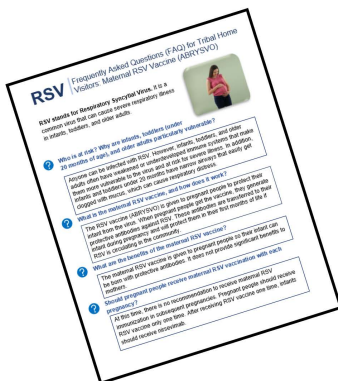 RSV Frequently Asked Questions (FAQ) for Tribal Home
Visitors: Maternal RSV Vaccine (ABRYSVO)
RSV stands for Respiratory Syncytial Virus. It is a
common virus that can cause severe respiratory illness
in infants, toddlers, and older adults.
? Who is at risk? Why are infants, toddlers (under
20 months of age), and older adults particularly vulnerable?
Anyone can be infected with RSV. However, infants, toddlers, and older
adults often have weakened or underdeveloped immune systems that make
them more vulnerable to the virus and at risk for severe illness. In addition,
infants and toddlers under 20 months have narrow airways that easily get
clogged with mucus, which can cause respiratory distress.
? What is the maternal RSV vaccine, and how does it work?
The RSV vaccine (ABRYSVO) is given to pregnant people to protect their
infant from the virus. When pregnant people get the vaccine, they generate
protective antibodies against RSV. These antibodies are transferred to their
infant during pregnancy and will protect them in their first months of life if
RSV is circulating in the community.
? What are the benefits of the maternal RSV vaccine?
The maternal RSV vaccine is given to pregnant people so their infant can
be born with protective antibodies. It does not provide significant benefits to
mothers.
? Should pregnant people receive maternal RSV vaccination with each
pregnancy?
At this time, there is no recommendation to receive maternal RSV
immunization in subsequent pregnancies. Pregnant people should receive
RSV vaccine only one time. After receiving RSV vaccine one time, infants
should receive nirsevimab.